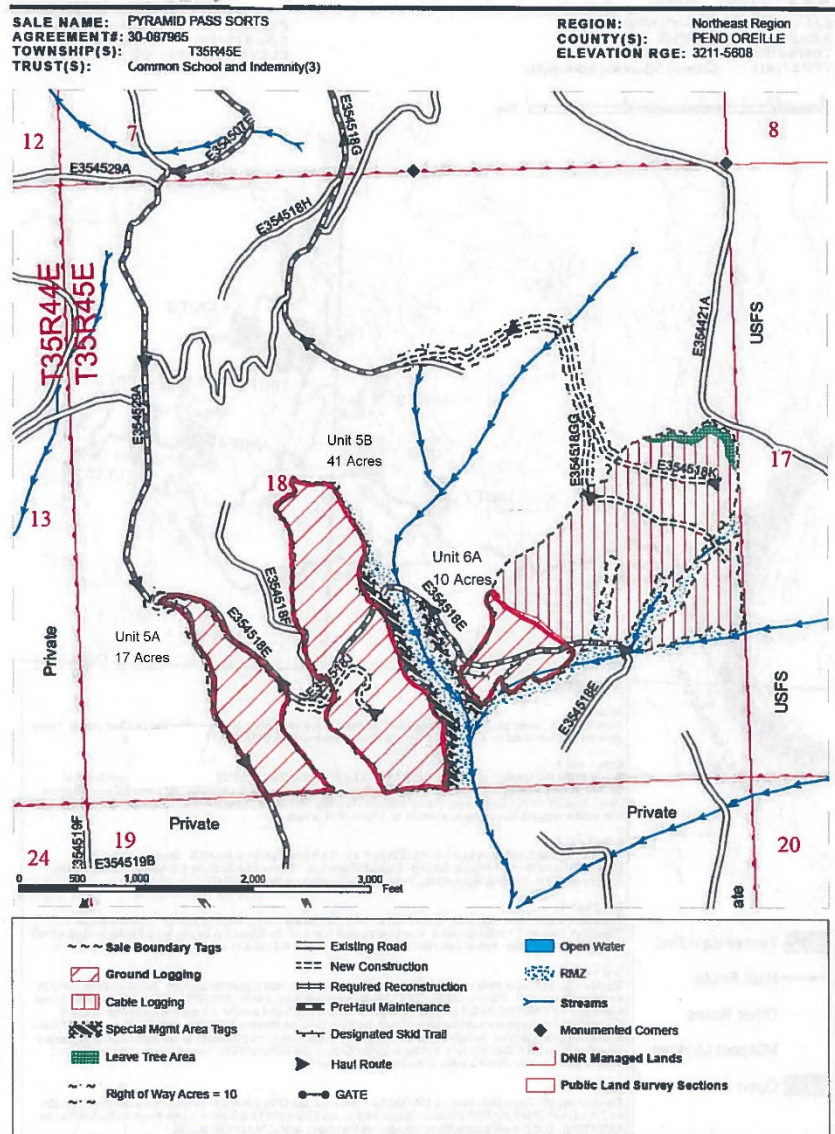 SALE NAME: PYRAMID PASS SORTS
AGREEMENT#: 30-087965
TOWNSHIP(S): T35R45E
TRUST(S): Common School and Indemnity(3)
REGION: Northeast Region
COUNTY(S): PEND OREILLE
ELEVATION RGE: 3211-5608
12
7
8
E354507E
E354518G
E354529A
E354518H
T35R44E
T35R45E
E354421A
USFS
E354529A
Unit 5B
41 Acres
E354518GG
E354518K
17
18
13
Unit 6A
10 Acres
E354518E
E354518F
Unit 5A
17 Acres
E354518E
Private
E354518E
USFS
Private
Private
24
19
20
354519F
E354519B
ate
0 500 1,000 2,000 3,000
Feet
Sale Boundary Tags
Ground Logging
Cable Logging
Special Mgmt Area Tags
Leave Tree Area
Right of Way Acres = 10
Existing Road
New Construction
Required Reconstruction
PreHaul Maintenance
Designated Skid Trail
Haul Route
GATE
Open Water
RMZ
Streams
Monumented Corners
DNR Managed Lands
Public Land Survey Sections